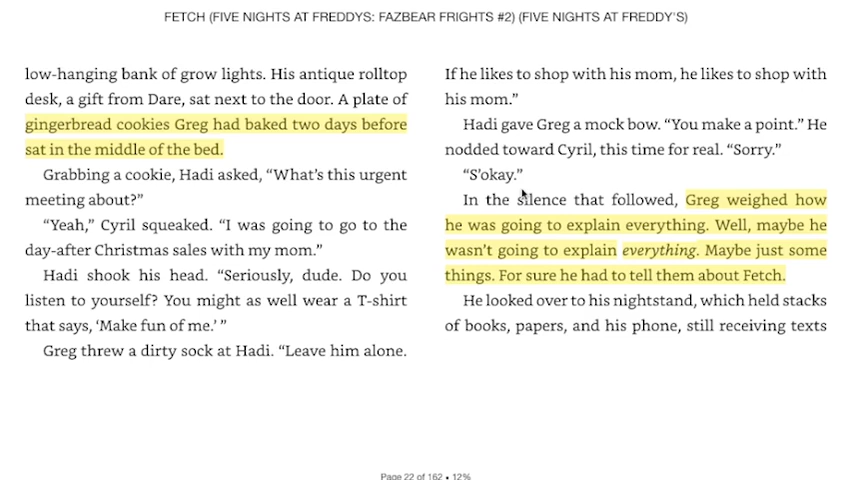 FETCH (FIVE NIGHTS AT FREDDYS: FAZBEAR FRIGHTS #2) (FIVE NIGHTS AT FREDDY'S)
low-hanging bank of grow lights. His antique rolltop
desk, a gift from Dare, sat next to the door. A plate of
gingerbread cookies Greg had baked two days before
sat in the middle of the bed.
Grabbing a cookie, Hadi asked, “What’s this urgent
meeting about?”
“Yeah,” Cyril squeaked. “I was going to go to the
day-after Christmas sales with my mom.”
Hadi shook his head. “Seriously, dude. Do you
listen to yourself? You might as well wear a T-shirt
that says, ‘Make fun of me.’ ”
Greg threw a dirty sock at Hadi. “Leave him alone.
If he likes to shop with his mom, he likes to shop with
his mom.”
Hadi gave Greg a mock bow. “You make a point.” He
nodded toward Cyril, this time for real. “Sorry.”
“S’okay.”
In the silence that followed, Greg weighed how
he was going to explain everything. Well, maybe he
wasn’t going to explain everything. Maybe just some
things. For sure he had to tell them about Fetch.
He looked over to his nightstand, which held stacks
of books, papers, and his phone, still receiving texts
Page 22 of 162 • 12%